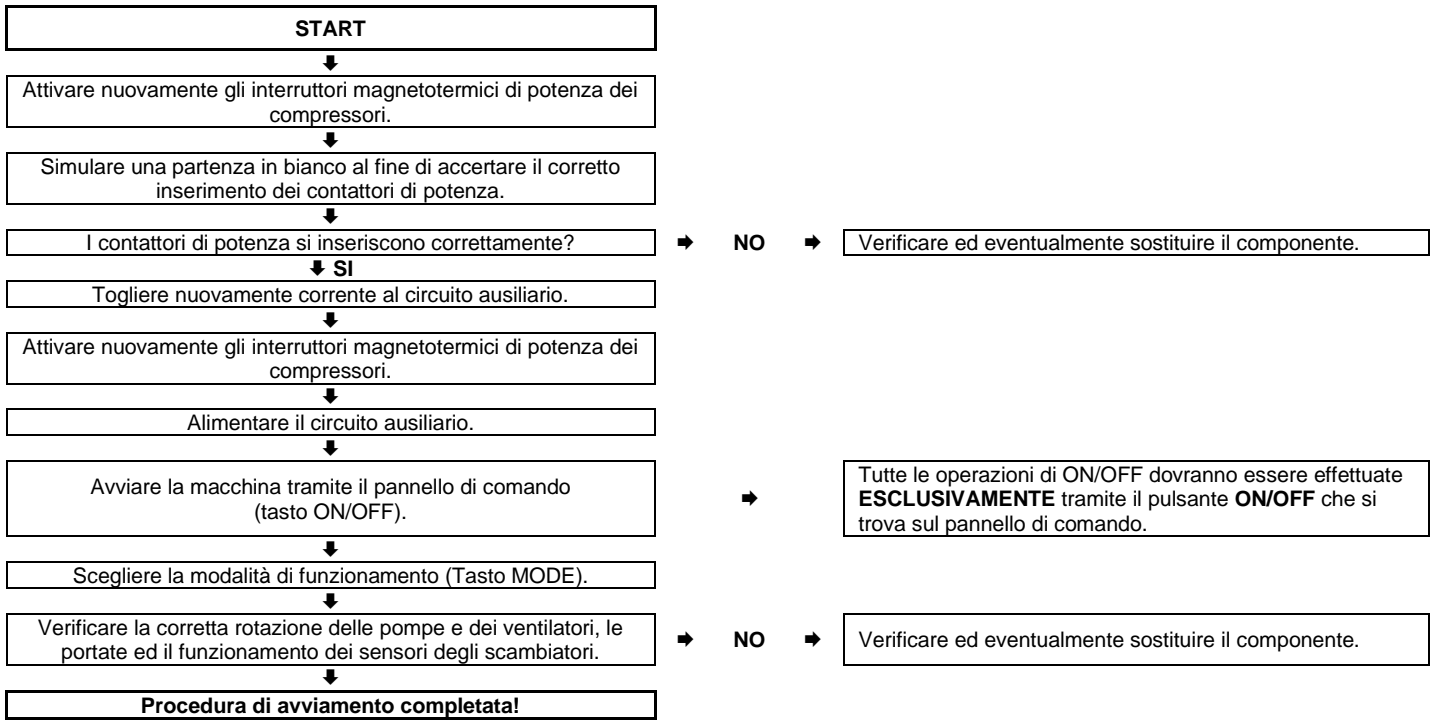 START
Attivare nuovamente gli interruttori magnetotermici di potenza dei
compressori.
Simulare una partenza in bianco al fine di accertare il corretto
inserimento dei contattori di potenza.
I contattori di potenza si inseriscono correttamente?
NO
Verificare ed eventualmente sostituire il componente.
SI
Togliere nuovamente corrente al circuito ausiliario.
Attivare nuovamente gli interruttori magnetotermici di potenza dei
compressori.
Alimentare il circuito ausiliario.
Avviare la macchina tramite il pannello di comando
(tasto ON/OFF).
Tutte le operazioni di ON/OFF dovranno essere effettuate
ESCLUSIVAMENTE tramite il pulsante ON/OFF che si
trova sul pannello di comando.
Scegliere la modalità di funzionamento (Tasto MODE).
Verificare la corretta rotazione delle pompe e dei ventilatori, le
portate ed il funzionamento dei sensori degli scambiatori.
NO
Verificare ed eventualmente sostituire il componente.
Procedura di avviamento completata!